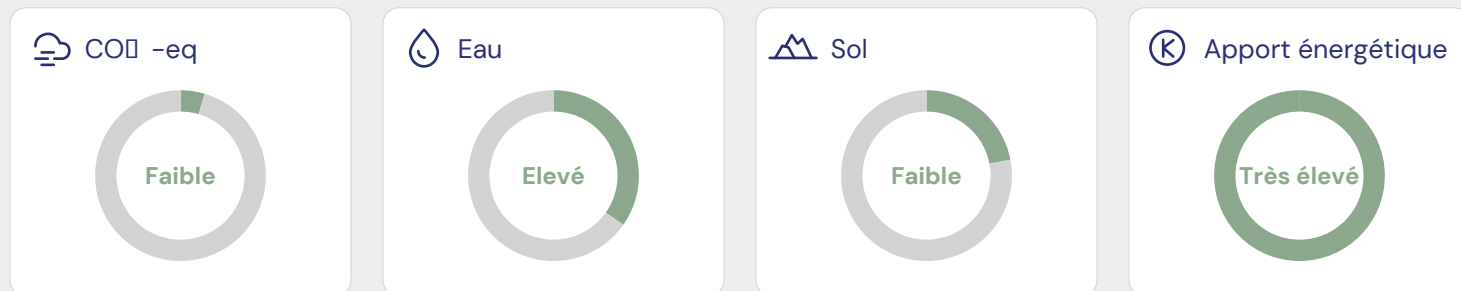 CO▯ -eq
Eau
Sol
Apport énergétique
Faible
Elevé
Faible
Très élevé